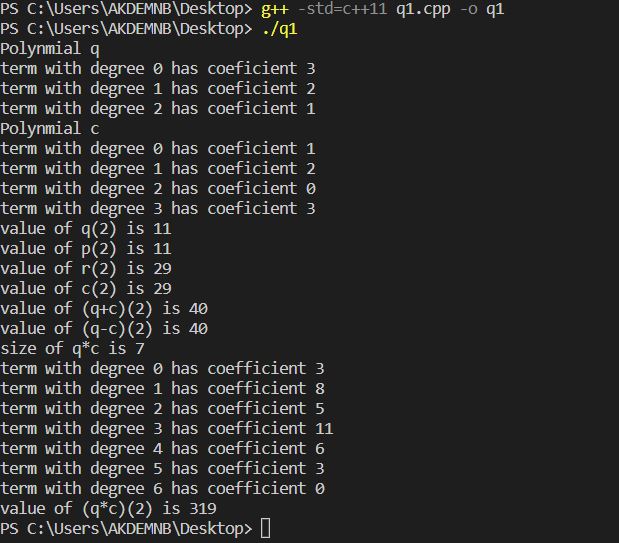 PS C:\Users\AKDEMNB\Desktop> g++ -std=c++11 q1.cpp -o q1
PS C:\Users\AKDEMNB\Desktop> ./q1
Polynmial q
term with degree 0 has coeficient 3
term with degree 1 has coeficient 2
term with degree 2 has coeficient 1
Polynmial c
term with degree 0 has coeficient 1
term with degree 1 has coeficient 2
term with degree 2 has coeficient 0
term with degree 3 has coeficient 3
value of q(2) is 11
value of p(2) is 11
value of r(2) is 29
value of c(2) is 29
value of (q+c)(2) is 40
value of (q-c)(2) is 40
size of q*c is 7
term with degree 0 has coefficient 3
term with degree 1 has coefficient 8
term with degree 2 has coefficient 5
term with degree 3 has coefficient 11
term with degree 4 has coefficient 6
term with degree 5 has coefficient 3
term with degree 6 has coefficient 0
value of (q*c)(2) is 319
PS C:\Users\AKDEMNB\Desktop>